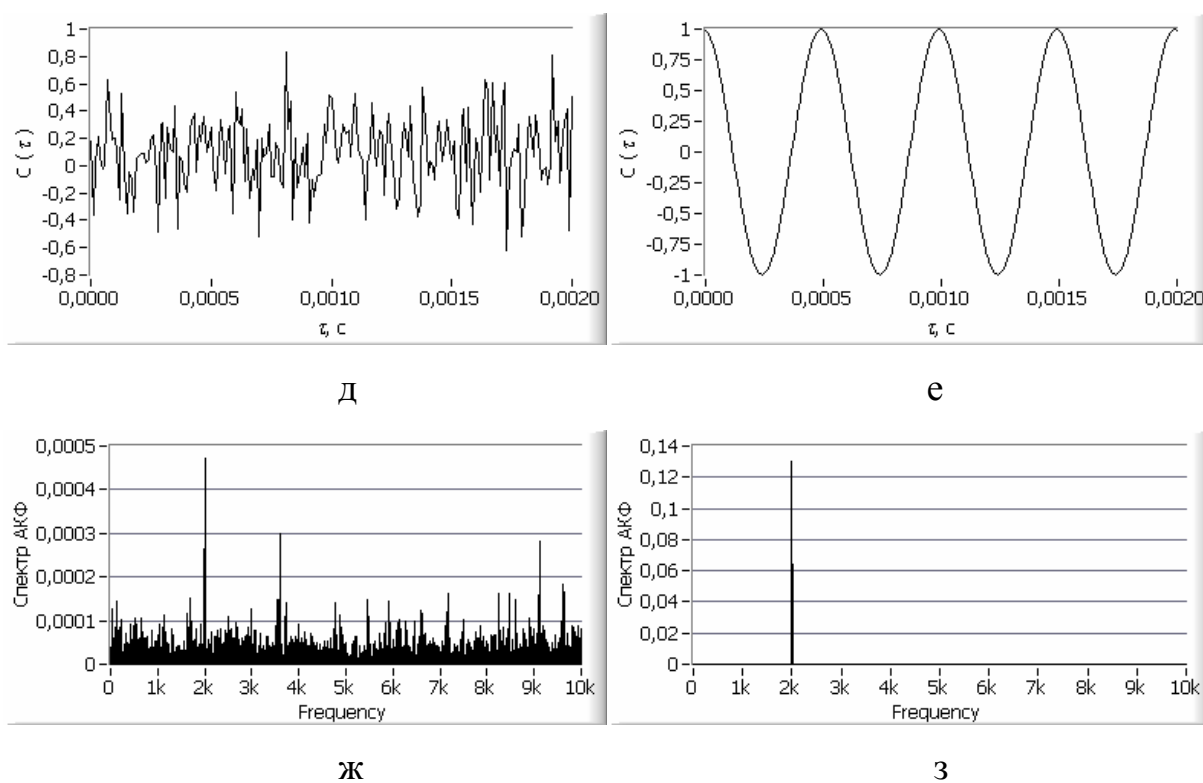 1
0,8
0,6
0,4
0,2
0
-0,2
-0,4
-0,6
-0,8
C (τ)
0,0000 0,0005 0,0010 0,0015 0,0020
τ, c
д
1
0,75
0,5
0,25
0
-0,25
-0,5
-0,75
-1
C (τ)
0,0000 0,0005 0,0010 0,0015 0,0020
τ, c
е
0,0005
0,0004
0,0003
0,0002
0,0001
0
Спектр АКФ
0 1k 2k 3k 4k 5k 6k 7k 8k 9k 10k
Frequency
ж
0,14
0,12
0,1
0,08
0,06
0,04
0,02
0
Спектр АКФ
0 1k 2k 3k 4k 5k 6k 7k 8k 9k 10k
Frequency
з